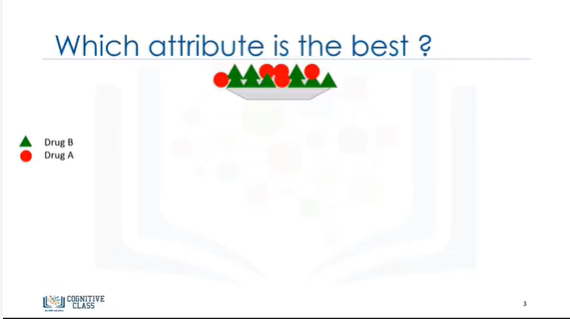 Which attribute is the best ?
Drug B
Drug A
COGNITIVE
CLASS
3